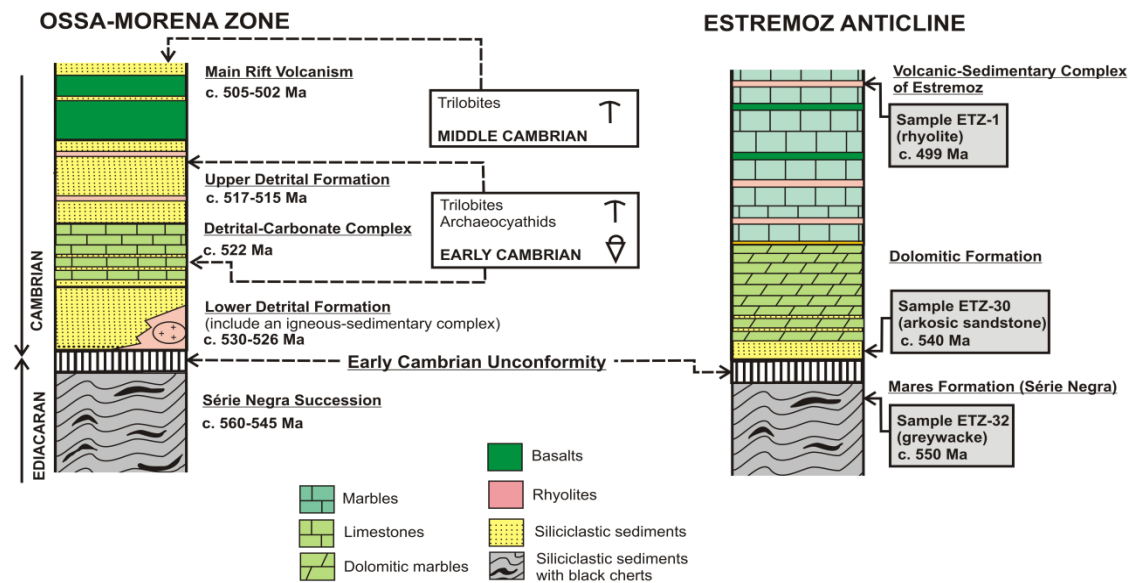 OSSA-MORENA ZONE
ESTREMOZ ANTICLINE
CAMBRIAN
EDIACARAN
Main Rift Volcanism
c. 505-502 Ma
Upper Detrital Formation
c. 517-515 Ma
Detrital-Carbonate Complex
c. 522 Ma
Lower Detrital Formation
(include an igneous-sedimentary complex)
c. 530-526 Ma
Early Cambrian Unconformity
Série Negra Succession
c. 560-545 Ma
Trilobites
MIDDLE CAMBRIAN
Trilobites
Archaeocyathids
EARLY CAMBRIAN
Volcanic-Sedimentary Complex
of Estremoz
Sample ETZ-1
(rhyolite)
c. 499 Ma
Dolomitic Formation
Sample ETZ-30
(arkosic sandstone)
c. 540 Ma
Mares Formation (Série Negra)
Sample ETZ-32
(greywacke)
c. 550 Ma
Marbles
Limestones
Dolomitic marbles
Basalts
Rhyolites
Siliciclastic sediments
Siliciclastic sediments
with black cherts